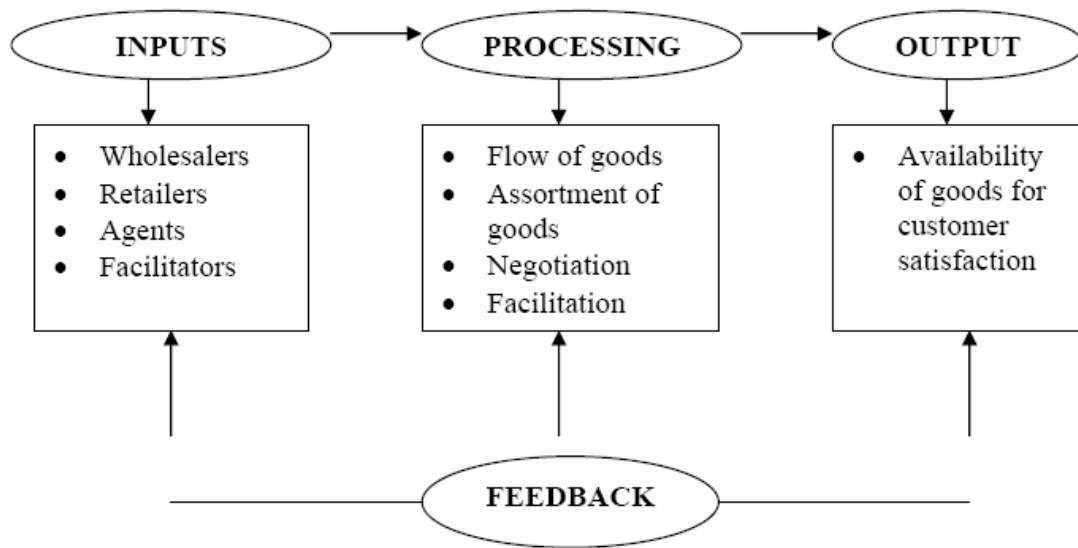 INPUTS
PROCESSING
OUTPUT
• Wholesalers
• Retailers
• Agents
• Facilitators
• Flow of goods
• Assortment of
goods
• Negotiation
• Facilitation
• Availability
of goods for
customer
satisfaction
FEEDBACK